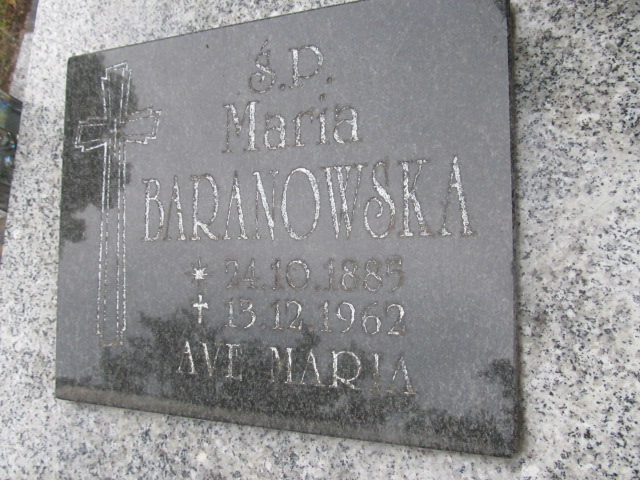 Ś.P.
Maria
BARANOWSKA
* 24.10.1885
† 13.12.1962
AVE MARIA